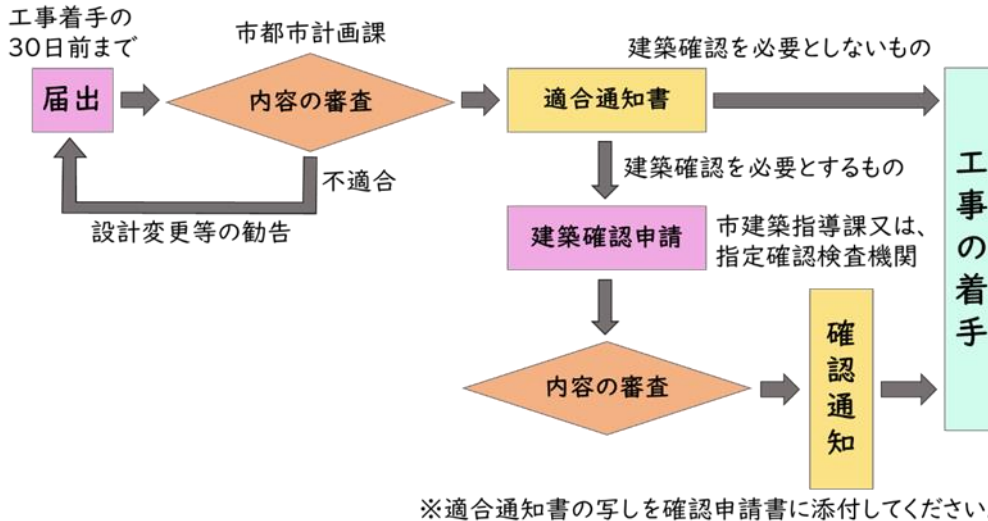 工事着手の
30日前まで
届出
市都市計画課
内容の審査
不適合
設計変更等の勧告
適合通知書
建築確認を必要としないもの
建築確認を必要とするもの
建築確認申請
市建築指導課又は、
指定確認検査機関
内容の審査
確認通知
工事の着手
※適合通知書の写しを確認申請書に添付してください。